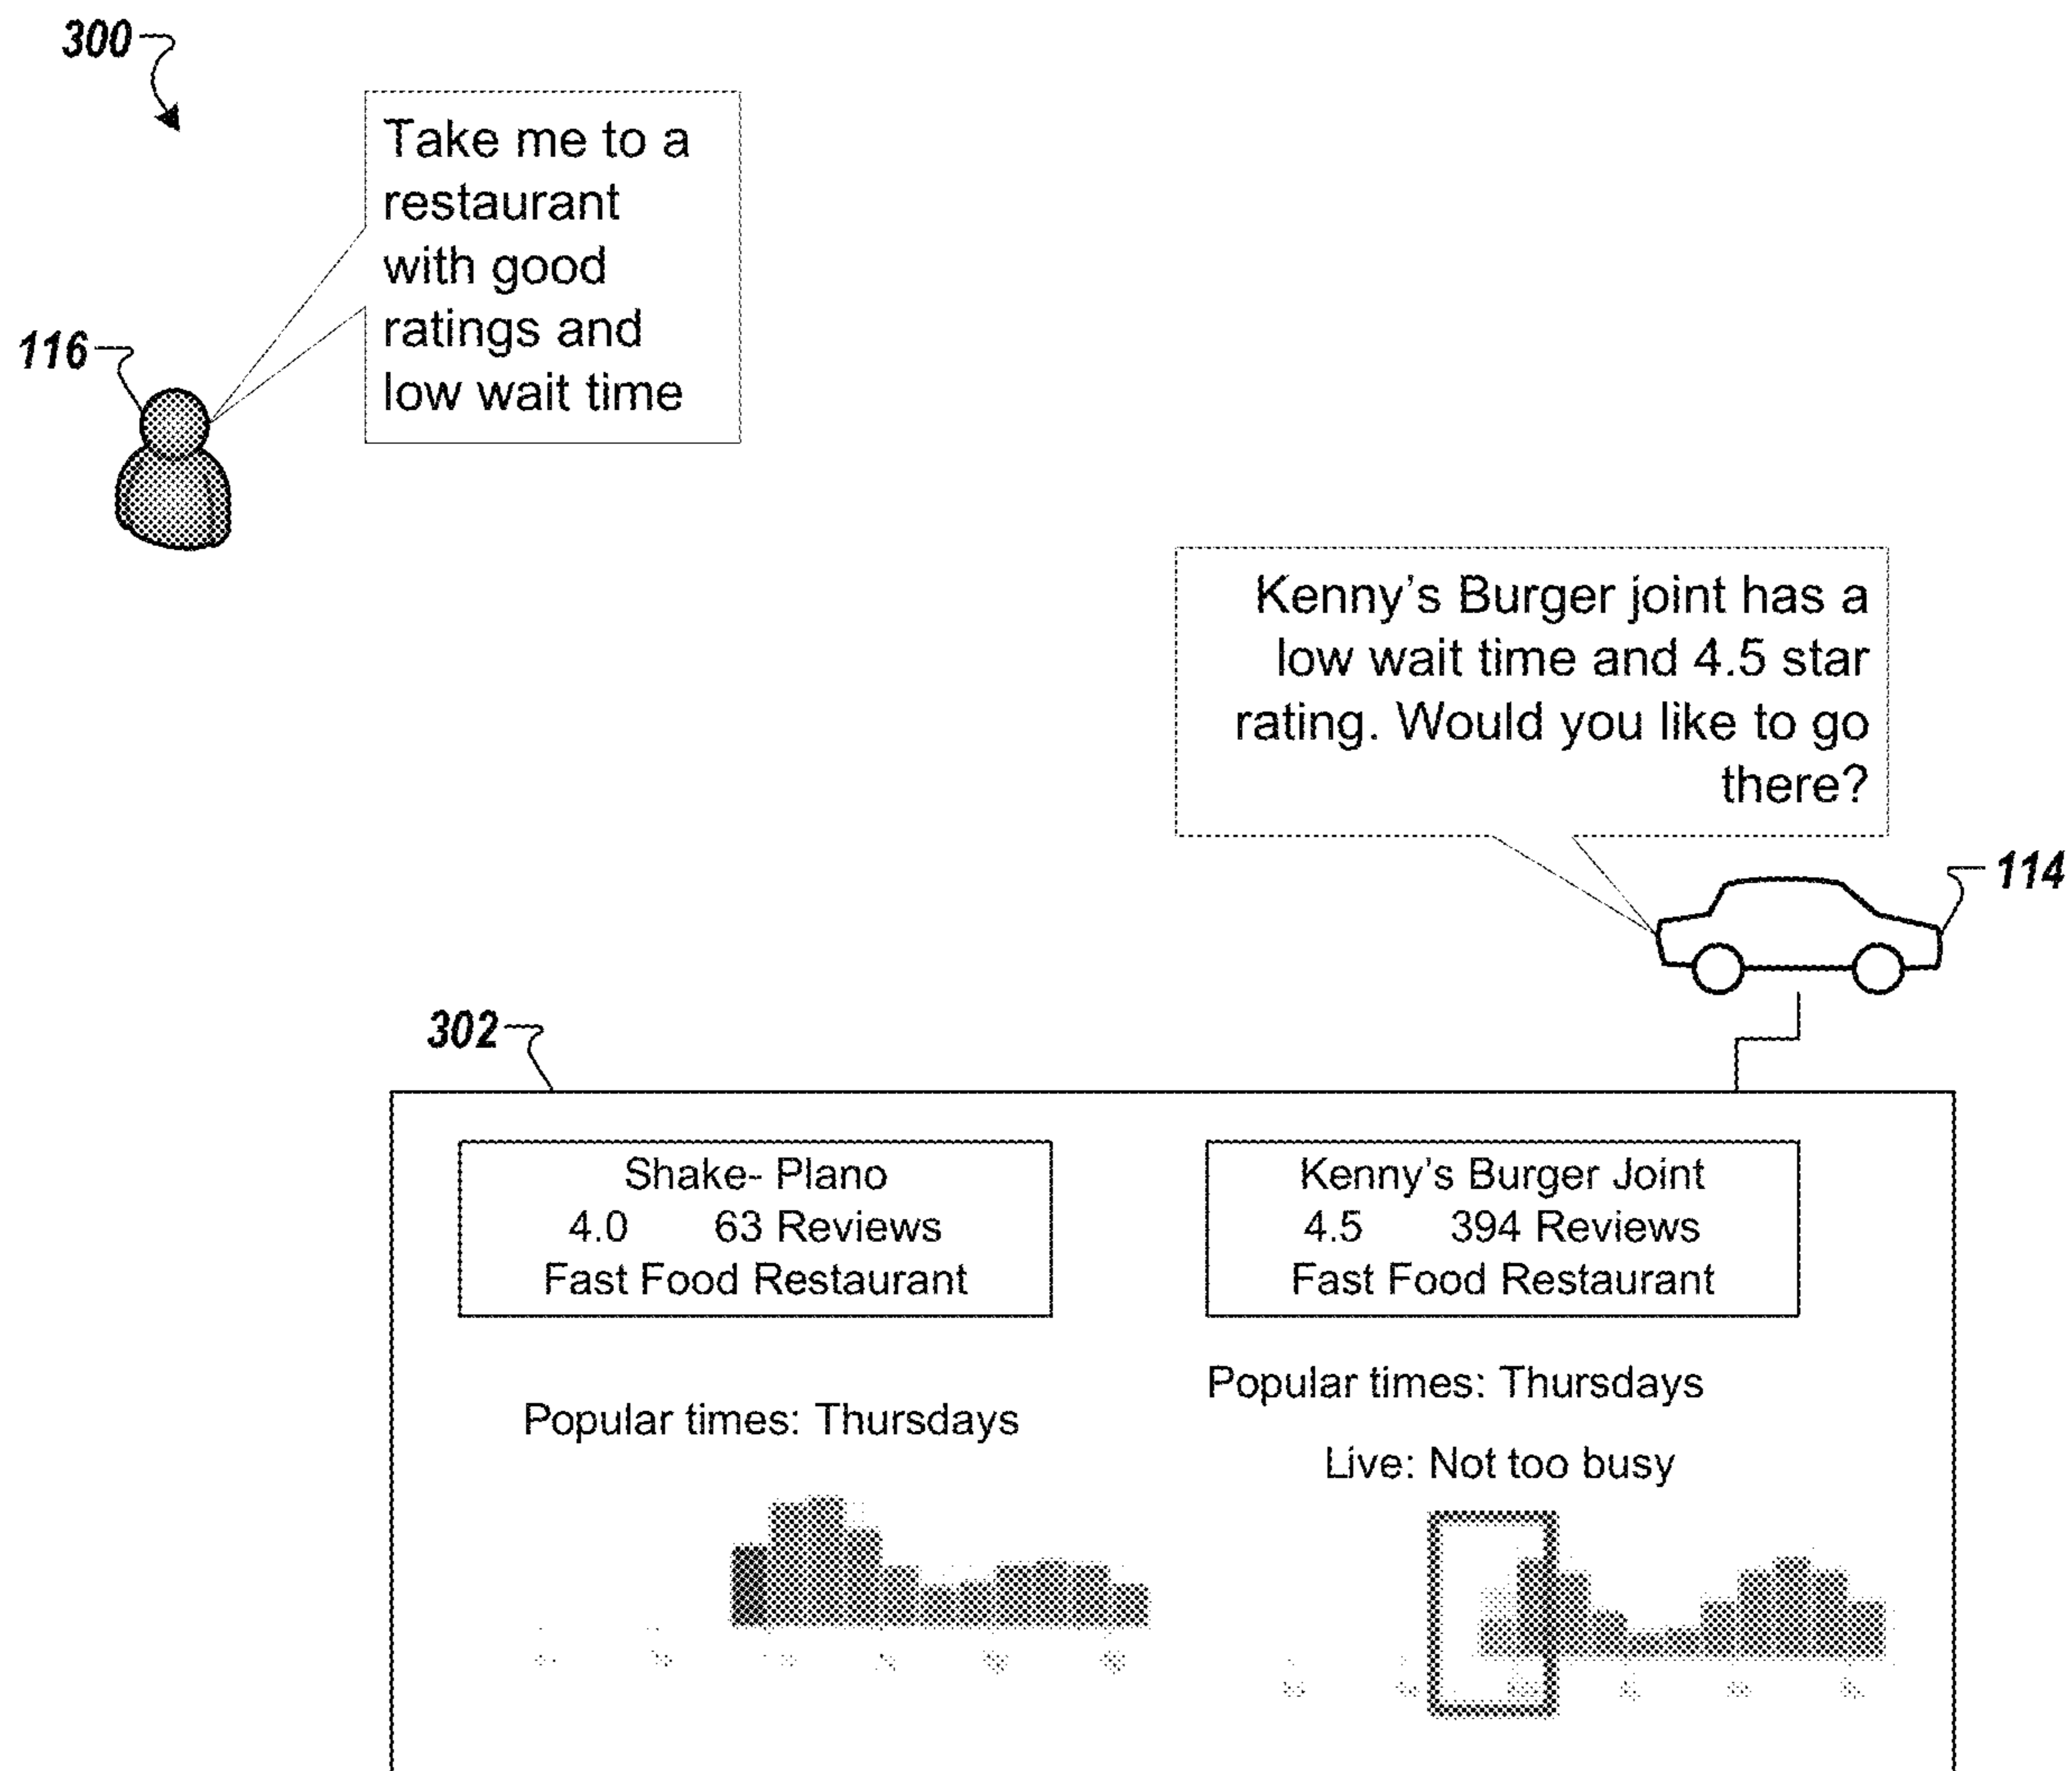 300
Take me to a
restaurant
with good
ratings and
low wait time
116
Kenny's Burger joint has a
low wait time and 4.5 star
rating. Would you like to go
there?
114
302
Shake- Plano
4.0 63 Reviews
Fast Food Restaurant
Kenny's Burger Joint
4.5 394 Reviews
Fast Food Restaurant
Popular times: Thursdays
Popular times: Thursdays
Live: Not too busy